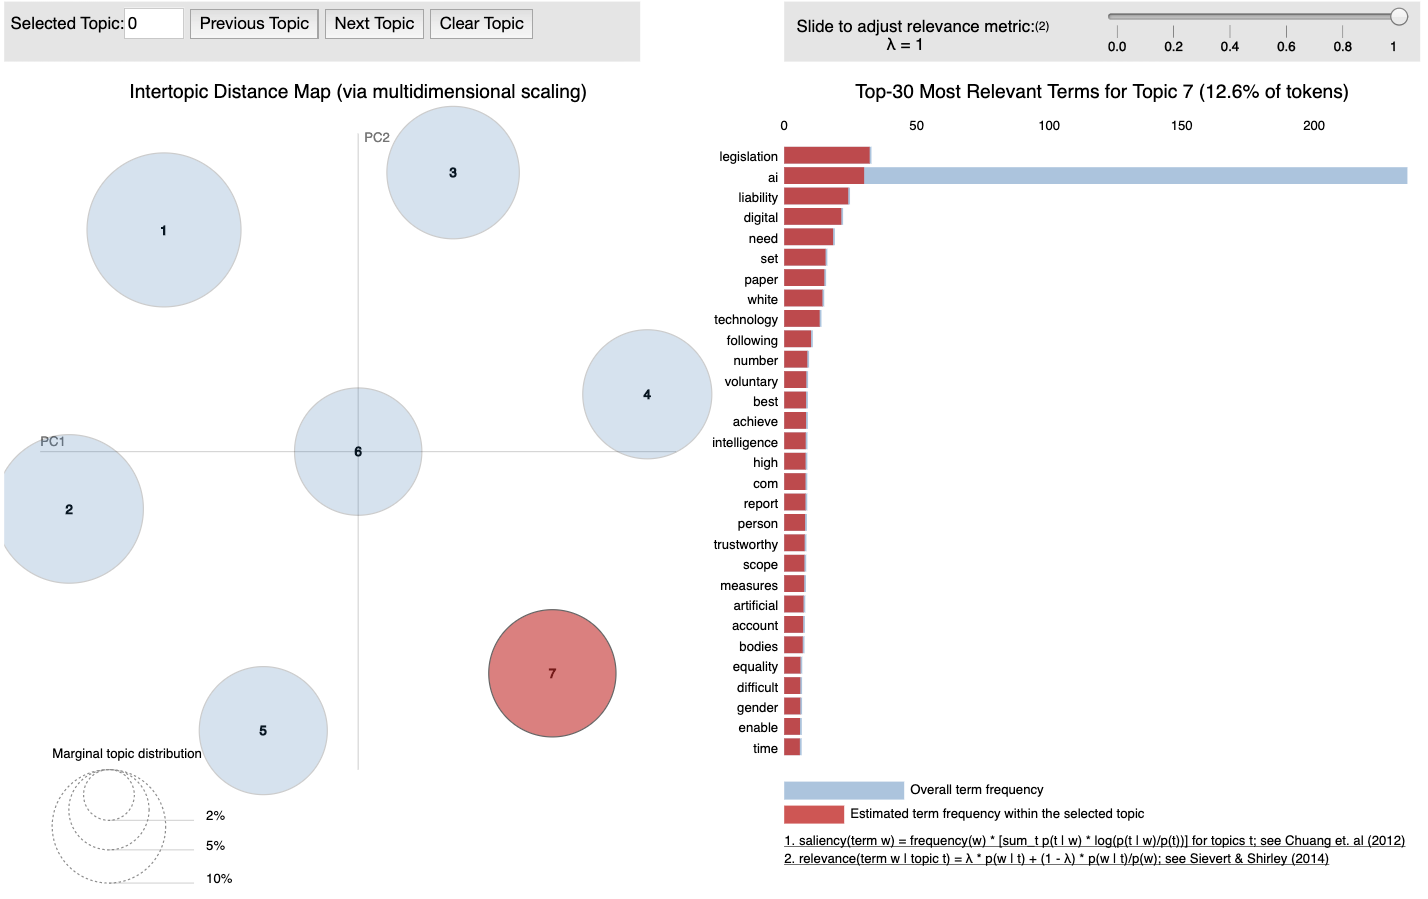 Selected Topic: 0 Previous Topic Next Topic Clear Topic
Slide to adjust relevance metric:(2)
λ = 1
0.0 0.2 0.4 0.6 0.8 1
Intertopic Distance Map (via multidimensional scaling)
PC2
3
1
4
PC1
6
2
7
5
Marginal topic distribution
2%
5%
10%
Top-30 Most Relevant Terms for Topic 7 (12.6% of tokens)
0 50 100 150 200
legislation
ai
liability
digital
need
set
paper
white
technology
following
number
voluntary
best
achieve
intelligence
high
com
report
person
trustworthy
scope
measures
artificial
account
bodies
equality
difficult
gender
enable
time
Overall term frequency
Estimated term frequency within the selected topic
1. saliency(term w) = frequency(w) * [sum_t p(t | w) * log(p(t | w)/p(t))] for topics t; see Chuang et. al (2012)
2. relevance(term w | topic t) = λ * p(w | t) + (1 - λ) * p(w | t)/p(w); see Sievert & Shirley (2014)